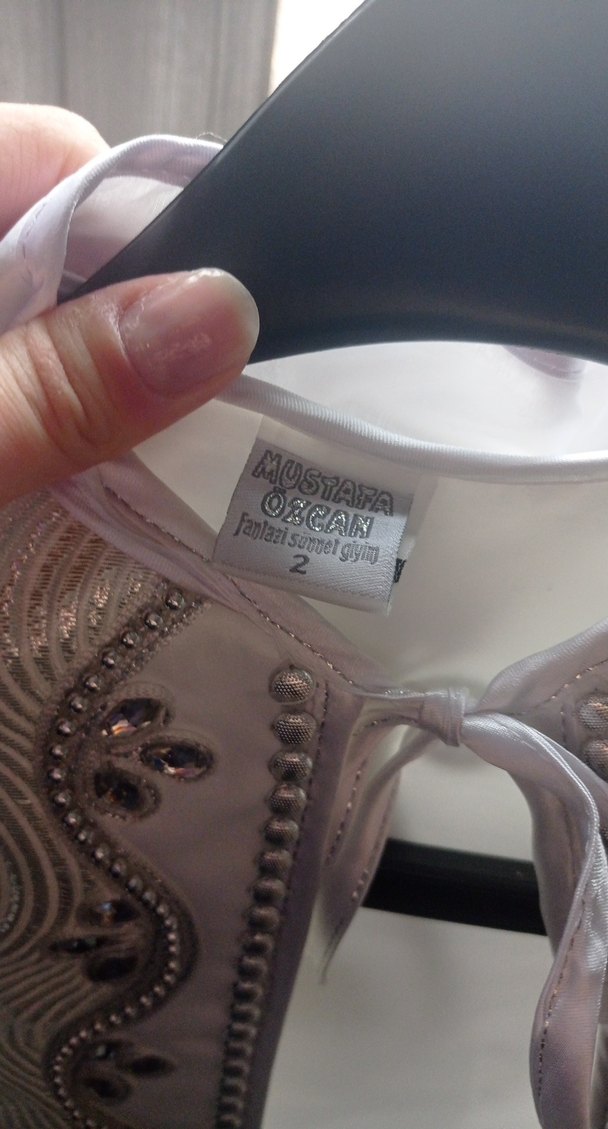 MUSTAFA
ÖZCAN
fantazi sünnet giyim
2